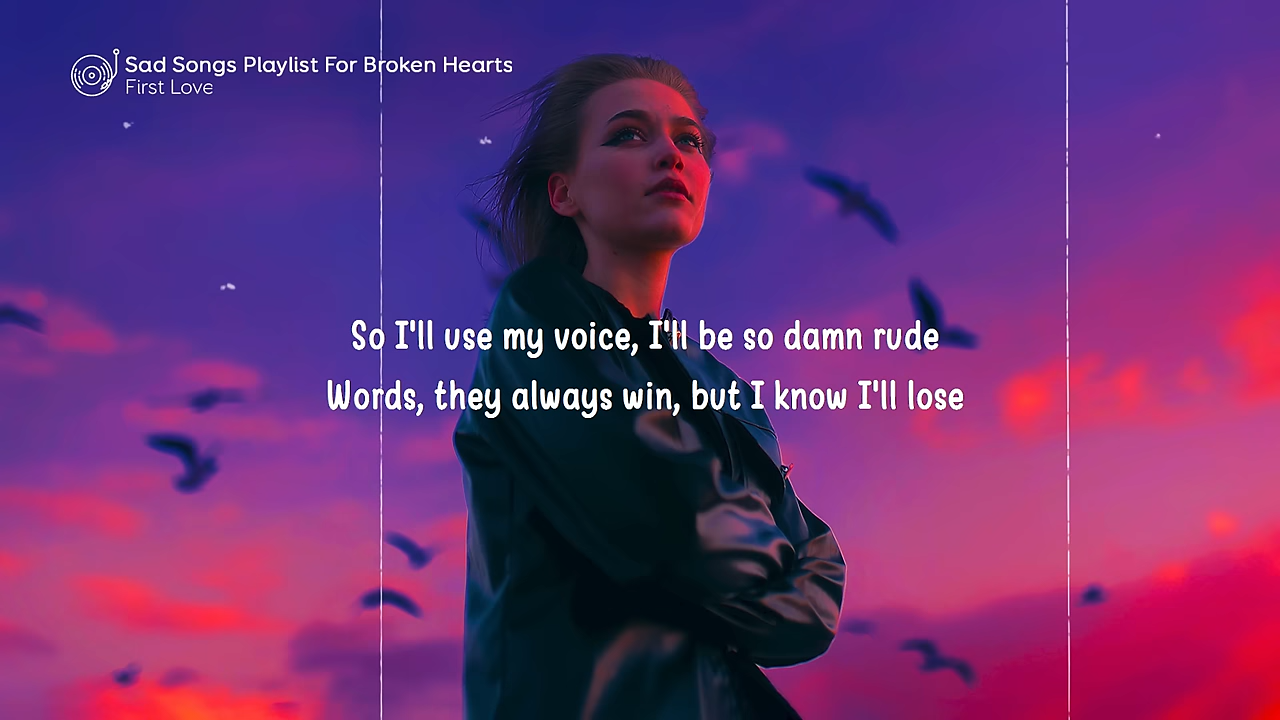 Sad Songs Playlist For Broken Hearts
First Love
So I'll use my voice, I'll be so damn rude
Words, they always win, but I know I'll lose